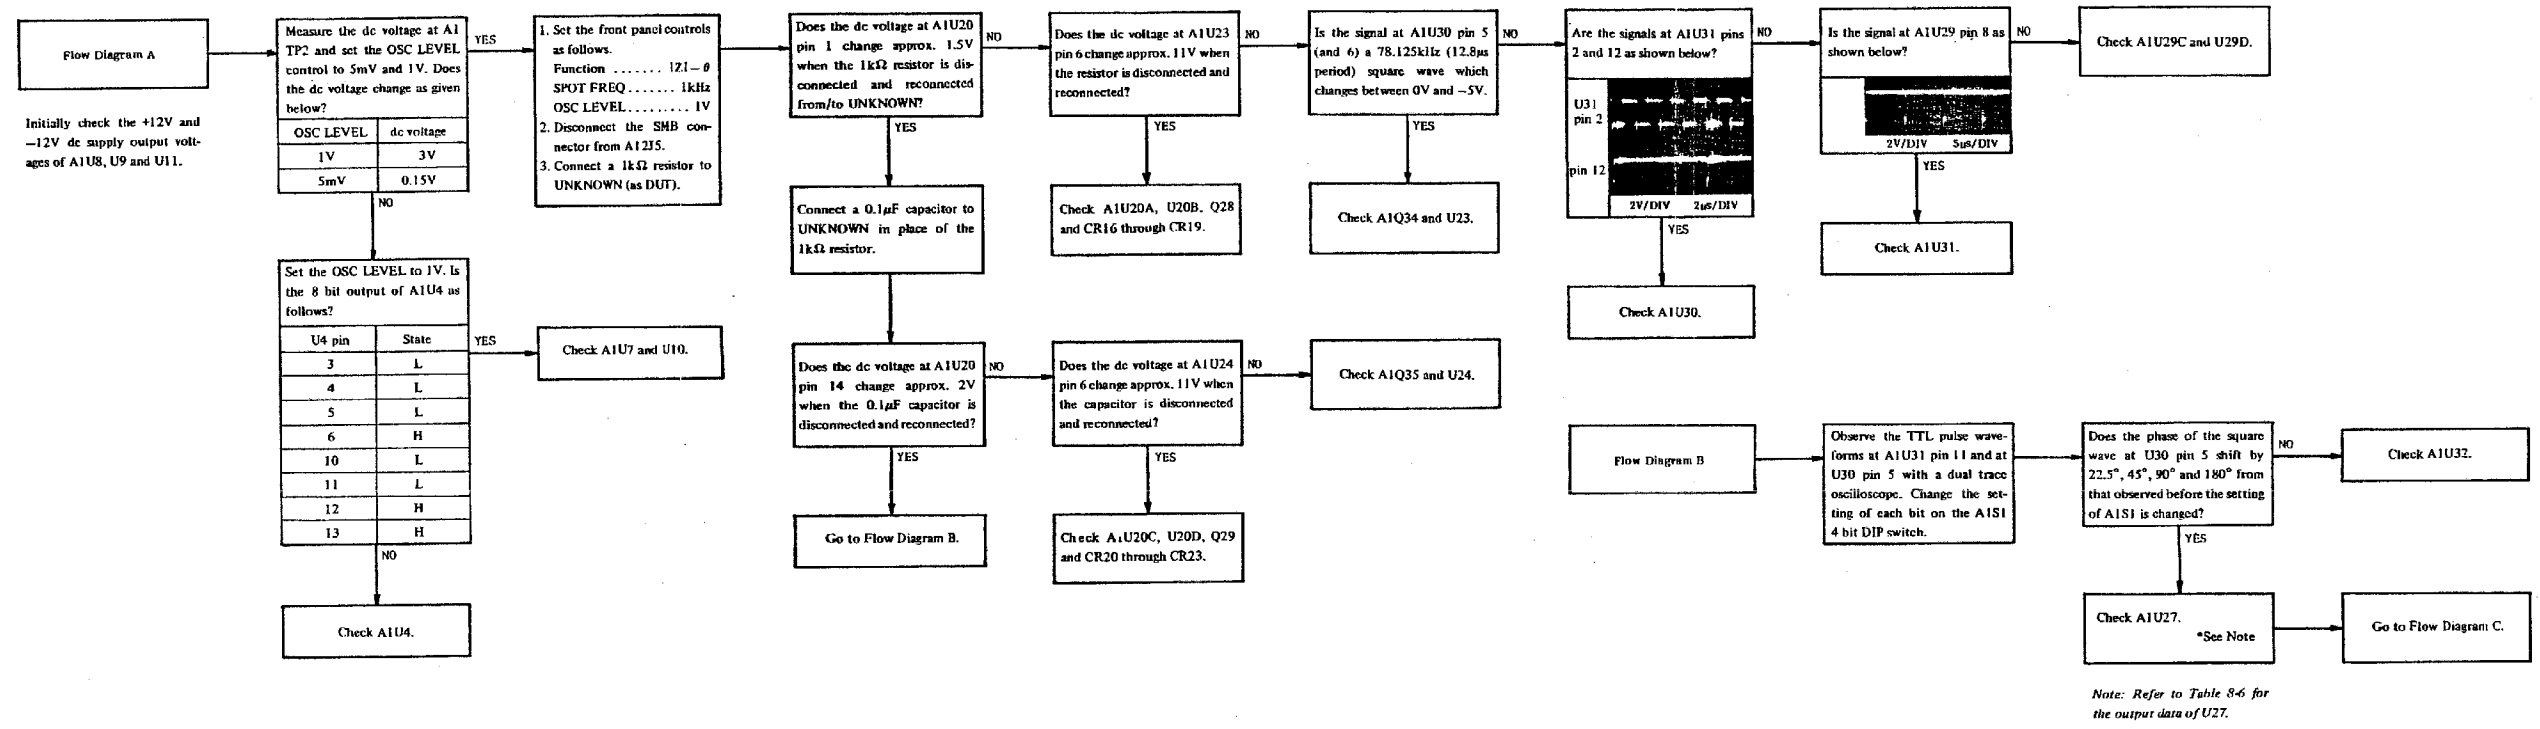 Flow Diagram A
Initially check the +12V and
−12V dc supply output volt-
ages of A1U8, U9 and U11.
Measure the dc voltage at A1
TP2 and set the OSC LEVEL
control to 5mV and 1V. Does
the dc voltage change as given
below?
OSC LEVEL dc voltage
1V 3V
5mV 0.15V
YES
NO
Set the OSC LEVEL to 1V. Is
the 8 bit output of A1U4 as
follows?
U4 pin State
3 L
4 L
5 L
6 H
10 L
11 L
12 H
13 H
YES
Check A1U7 and U10.
NO
Check A1U4.
1. Set the front panel controls
as follows.
Function ....... |Z|−θ
SPOT FREQ ....... 1kHz
OSC LEVEL ......... 1V
2. Disconnect the SMB con-
nector from A12J5.
3. Connect a 1kΩ resistor to
UNKNOWN (as DUT).
Does the dc voltage at A1U20
pin 1 change approx. 1.5V
when the 1kΩ resistor is dis-
connected and reconnected
from/to UNKNOWN?
NO
YES
Connect a 0.1µF capacitor to
UNKNOWN in place of the
1kΩ resistor.
Does the dc voltage at A1U20
pin 14 change approx. 2V
when the 0.1µF capacitor is
disconnected and reconnected?
NO
YES
Go to Flow Diagram B.
Does the dc voltage at A1U23
pin 6 change approx. 11V when
the resistor is disconnected and
reconnected?
NO
YES
Check A1U20A, U20B, Q28
and CR16 through CR19.
Does the dc voltage at A1U24
pin 6 change approx. 11V when
the capacitor is disconnected
and reconnected?
NO
YES
Check A1U20C, U20D, Q29
and CR20 through CR23.
Is the signal at A1U30 pin 5
(and 6) a 78.125kHz (12.8µs
period) square wave which
changes between 0V and −5V.
NO
YES
Check A1Q34 and U23.
Check A1Q35 and U24.
Are the signals at A1U31 pins
2 and 12 as shown below?
U31
pin 2
pin 12
2V/DIV 2us/DIV
NO
YES
Check A1U30.
Is the signal at A1U29 pin 8 as
shown below?
2V/DIV 5us/DIV
NO
YES
Check A1U31.
Check A1U29C and U29D.
Flow Diagram B
Observe the TTL pulse wave-
forms at A1U31 pin 11 and at
U30 pin 5 with a dual trace
oscilloscope. Change the set-
ting of each bit on the A1S1
4 bit DIP switch.
Does the phase of the square
wave at U30 pin 5 shift by
22.5°, 45°, 90° and 180° from
that observed before the setting
of A1S1 is changed?
NO
Check A1U32.
YES
Check A1U27.
*See Note
Go to Flow Diagram C.
Note: Refer to Table 8-6 for
the output data of U27.